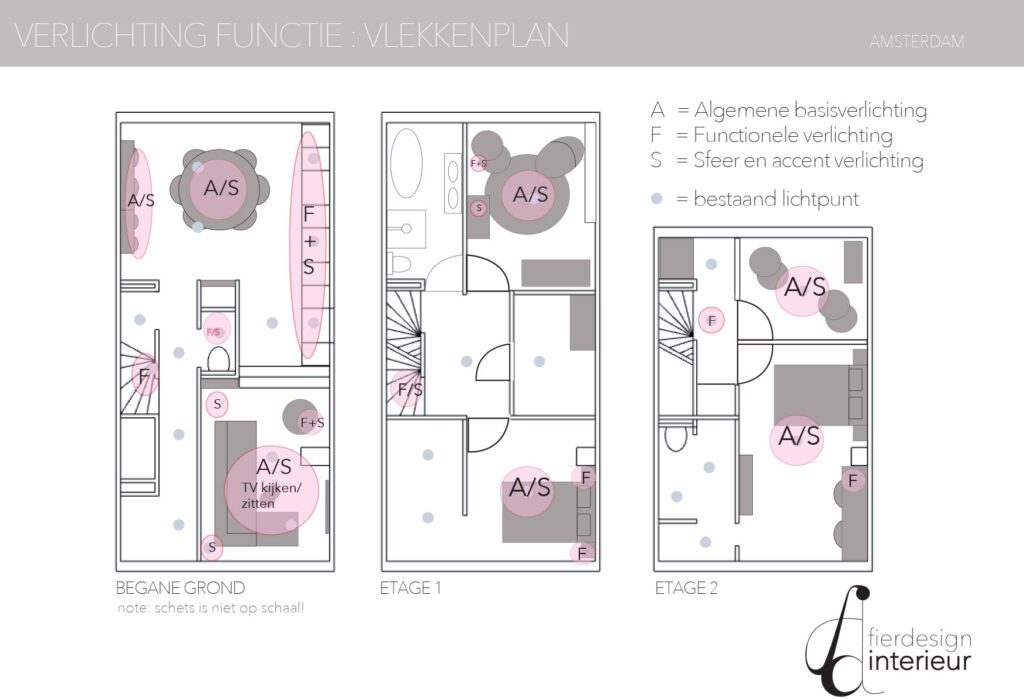 VERLICHTING FUNCTIE : VLEKKENPLAN
AMSTERDAM
A = Algemene basisverlichting
F = Functionele verlichting
S = Sfeer en accent verlichting
= bestaand lichtpunt
A/S
A/S
F
+
S
F/S
F
S
F+S
A/S
TV kijken/
zitten
S
BEGANE GROND
note: schets is niet op schaal!
F+S
S
A/S
F/S
A/S
F
F
ETAGE 1
A/S
F
A/S
F
ETAGE 2
fierdesign
interieur